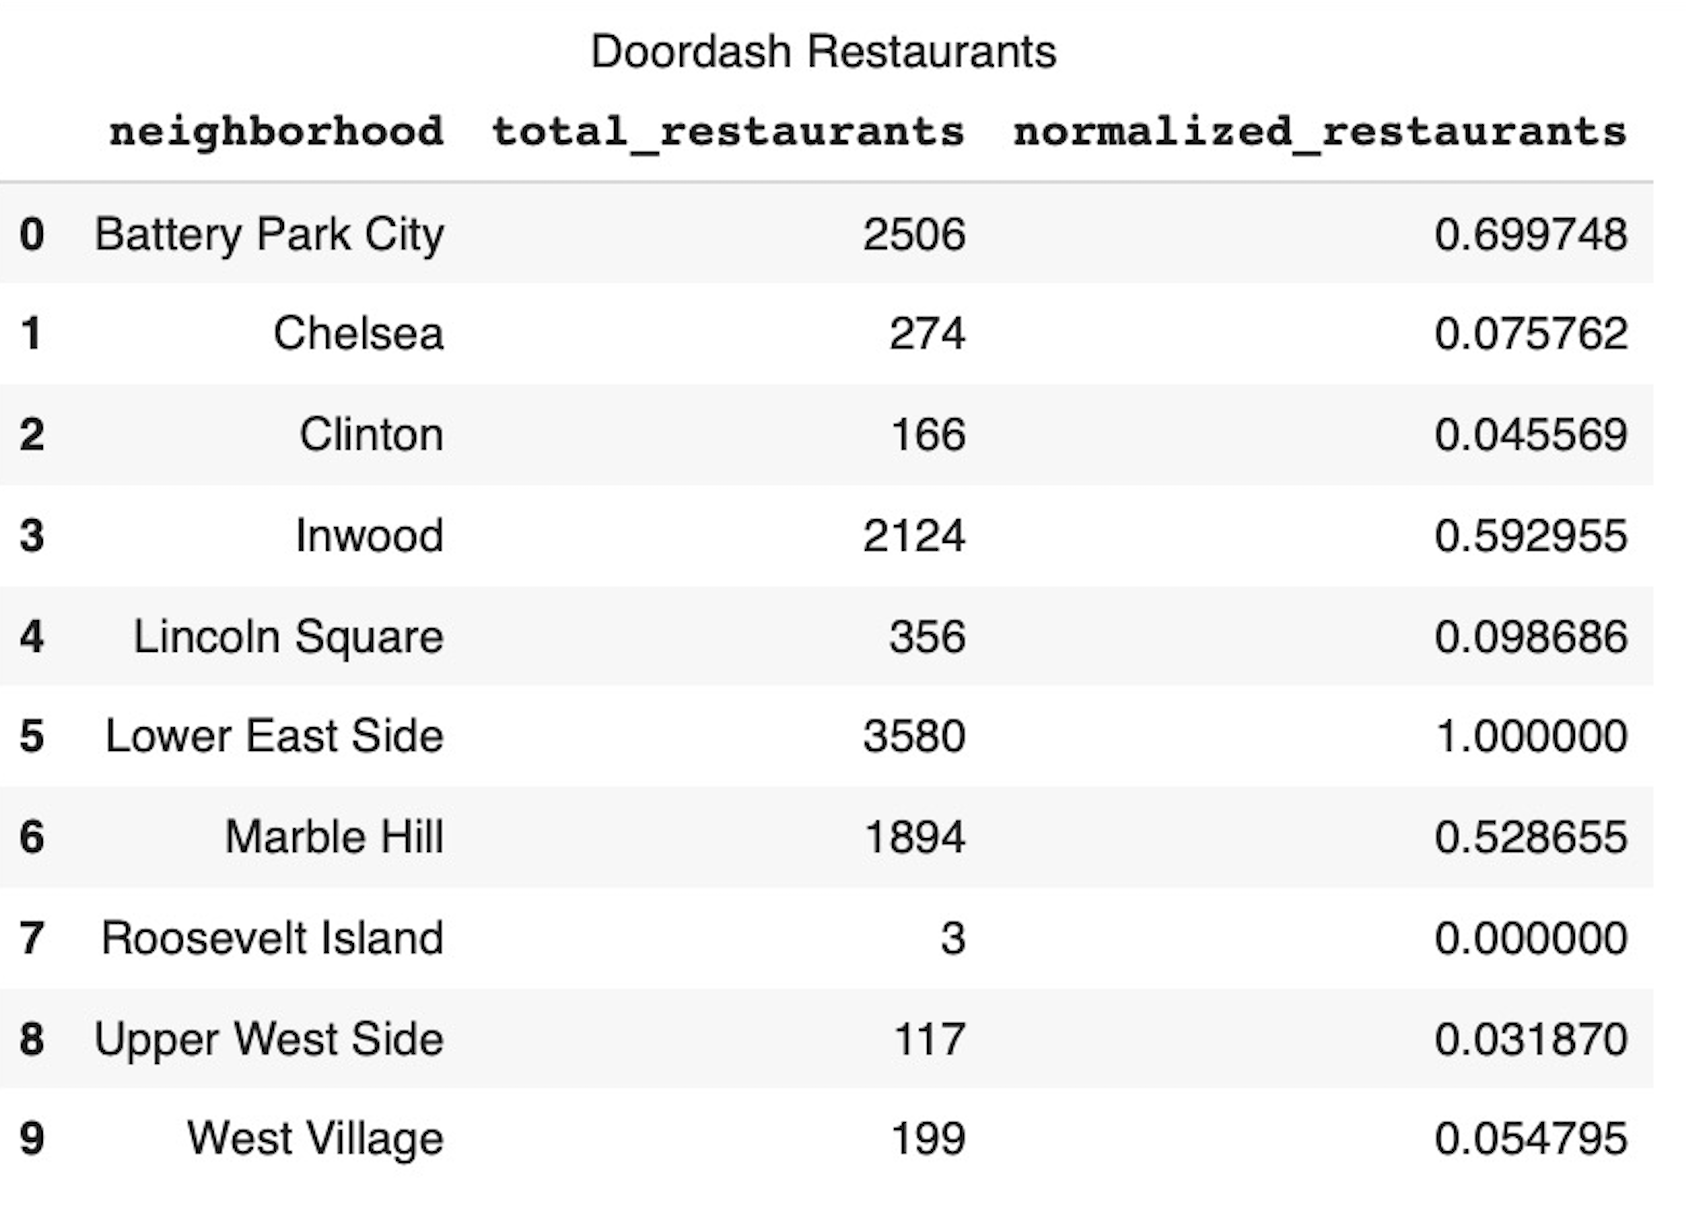 Doordash Restaurants
neighborhood total_restaurants normalized_restaurants
0 Battery Park City 2506 0.699748
1 Chelsea 274 0.075762
2 Clinton 166 0.045569
3 Inwood 2124 0.592955
4 Lincoln Square 356 0.098686
5 Lower East Side 3580 1.000000
6 Marble Hill 1894 0.528655
7 Roosevelt Island 3 0.000000
8 Upper West Side 117 0.031870
9 West Village 199 0.054795